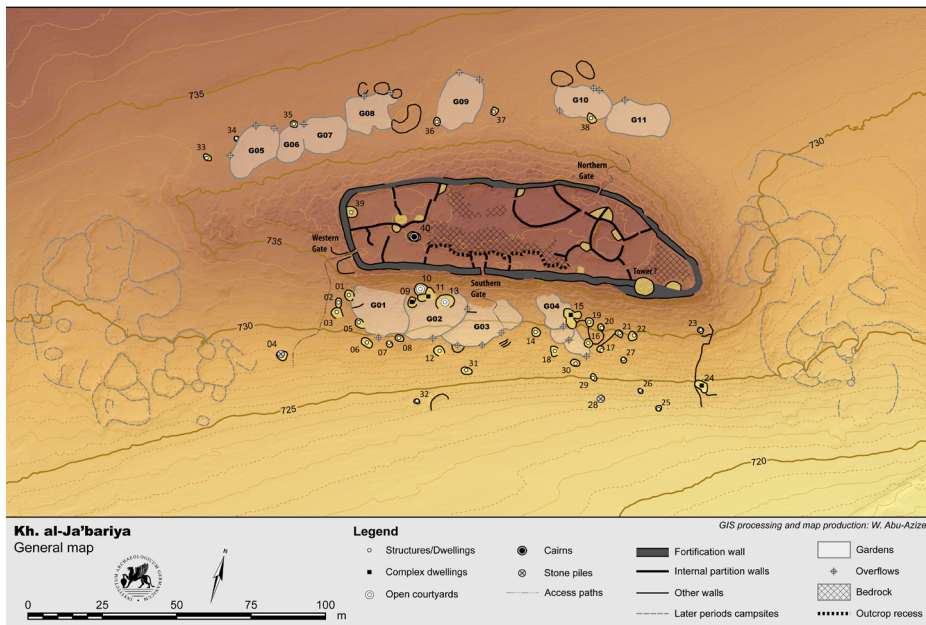 735
G08
G09
G10
G11
34
35
36
37
38
33
G05
G06
G07
730
Northern
Gate
39
40
735
Western
Gate
Southern
Gate
Tower ?
10
01
02
03
09
11
13
G01
G02
G03
G04
15
05
14
19
20
21
22
23
730
04
06
07
08
12
18
16
17
27
31
30
29
24
26
32
28
25
725
720
Kh. al-Ja'bariya
General map
INSTITUTUM ARCHAEOLOGICUM GERMANICUM
N
0 25 50 75 100
m
GIS processing and map production: W. Abu-Azize
Legend
Structures/Dwellings
Complex dwellings
Open courtyards
Cairns
Stone piles
Access paths
Fortification wall
Internal partition walls
Other walls
Later periods campsites
Gardens
Overflows
Bedrock
Outcrop recess